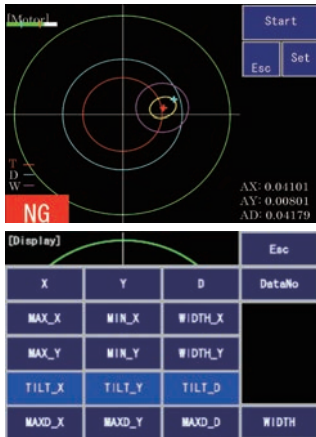 [Motor]
Start
Esc Set
T
D
W
NG
AX: 0.04101
AY: 0.00801
AD: 0.04179
[Display] Esc
X Y D DataNo
MAX_X MIN_X WIDTH_X
MAX_Y MIN_Y WIDTH_Y
TILT_X TILT_Y TILT_D
MAXD_X MAXD_Y MAXD_D WIDTH